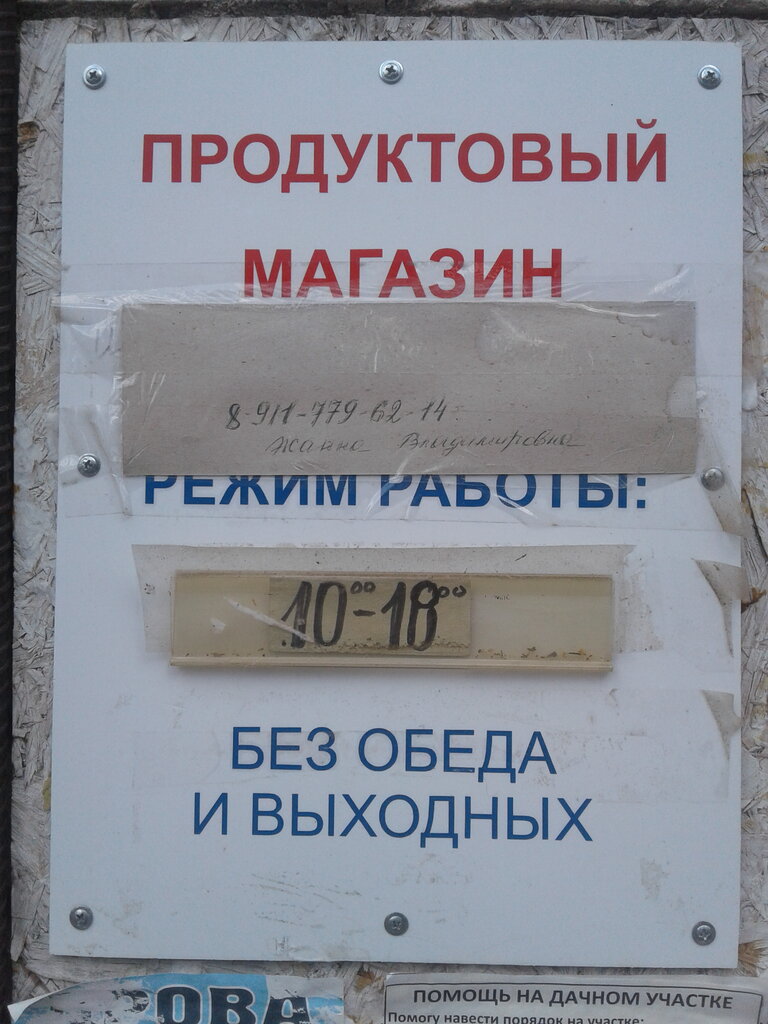 ПРОДУКТОВЫЙ
МАГАЗИН
8-911-779-62-14
Жанна Владимировна
РЕЖИМ РАБОТЫ:
10⁰⁰-18⁰⁰
БЕЗ ОБЕДА
И ВЫХОДНЫХ
ОВА
ПОМОЩЬ НА ДАЧНОМ УЧАСТКЕ
Помогу навести порядок на участке: